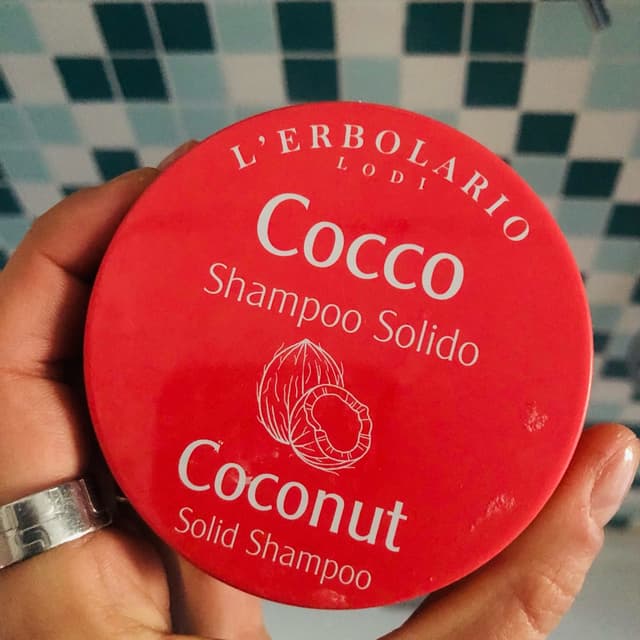 L'ERBOLARIO
LODI
Cocco
Shampoo Solido
Coconut
Solid Shampoo